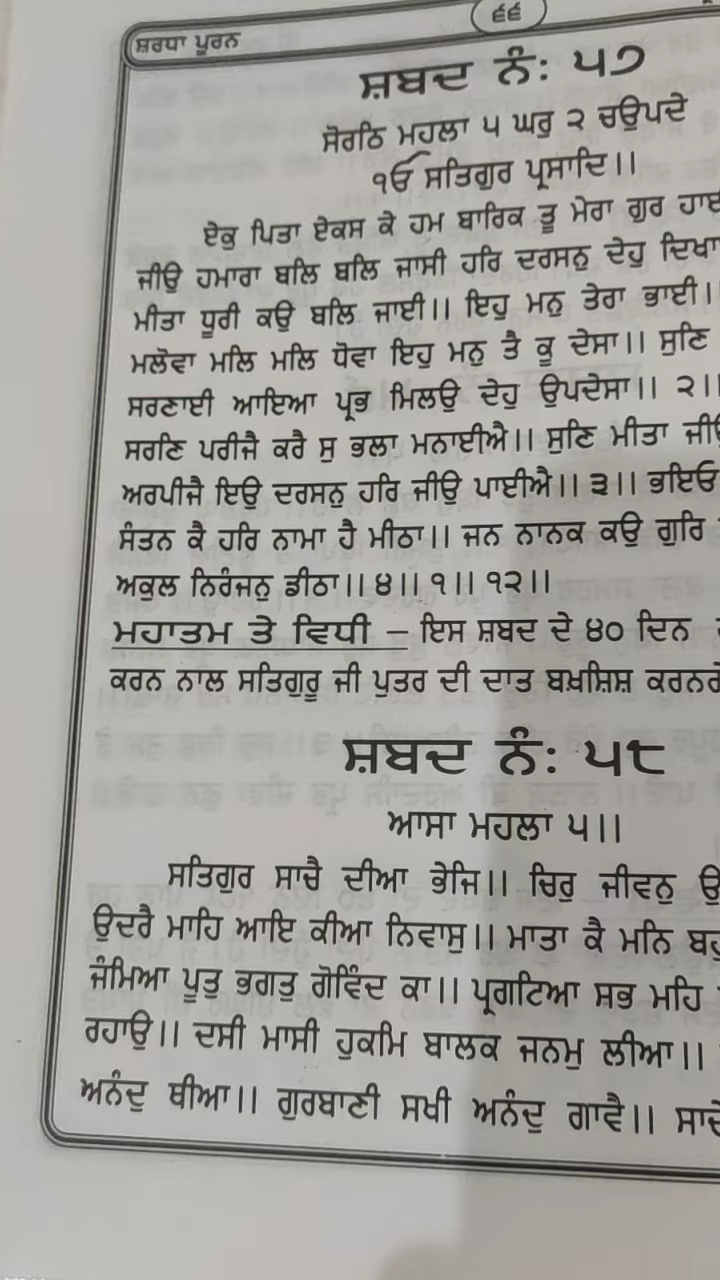 ੬੬
ਸ਼ਰਧਾ ਪੂਰਨ
ਸ਼ਬਦ ਨੰ: ੫੭
ਸੋਰਠਿ ਮਹਲਾ ੫ ਘਰੁ ੨ ਚਉਪਦੇ
ੴ ਸਤਿਗੁਰ ਪ੍ਰਸਾਦਿ।।
ਏਕੁ ਪਿਤਾ ਏਕਸ ਕੇ ਹਮ ਬਾਰਿਕ ਤੂ ਮੇਰਾ ਗੁਰ
ਜੀਉ ਹਮਾਰਾ ਬਲਿ ਬਲਿ ਜਾਸੀ ਹਰਿ ਦਰਸਨੁ ਦੇਹੁ
ਮੀਤਾ ਧੂਰੀ ਕਉ ਬਲਿ ਜਾਈ।। ਇਹੁ ਮਨੁ ਤੇਰਾ ਭਾਈ।।
ਮਲੋਵਾ ਮਲਿ ਮਲਿ ਧੋਵਾ ਇਹੁ ਮਨੁ ਤੈ ਕੂ ਦੇਸਾ।। ਸੁਣਿ
ਸਰਣਾਈ ਆਇਆ ਪ੍ਰਭ ਮਿਲਉ ਦੇਹੁ ਉਪਦੇਸਾ।। ੨।।
ਸਰਣਿ ਪਰੀਜੈ ਕਰੈ ਸੁ ਭਲਾ ਮਨਾਈਐ।। ਸੁਣਿ ਮੀਤਾ
ਅਰਪੀਜੈ ਇਉ ਦਰਸਨੁ ਹਰਿ ਜੀਉ ਪਾਈਐ।। ੩।। ਭਇਓ
ਸੰਤਨ ਕੈ ਹਰਿ ਨਾਮਾ ਹੈ ਮੀਠਾ।। ਜਨ ਨਾਨਕ ਕਉ ਗੁਰਿ
ਅਕੁਲ ਨਿਰੰਜਨੁ ਡੀਠਾ।। ੪।। ੧।। ੧੨।।
ਮਹਾਤਮ ਤੇ ਵਿਧੀ – ਇਸ ਸ਼ਬਦ ਦੇ ੪੦ ਦਿਨ
ਕਰਨ ਨਾਲ ਸਤਿਗੁਰੂ ਜੀ ਪੁਤਰ ਦੀ ਦਾਤ ਬਖ਼ਸ਼ਿਸ਼
ਸ਼ਬਦ ਨੰ: ੫੮
ਆਸਾ ਮਹਲਾ ੫।।
ਸਤਿਗੁਰ ਸਾਚੈ ਦੀਆ ਭੇਜਿ।। ਚਿਰੁ ਜੀਵਨੁ
ਉਦਰੈ ਮਾਹਿ ਆਇ ਕੀਆ ਨਿਵਾਸੁ।। ਮਾਤਾ ਕੈ ਮਨਿ
ਜੰਮਿਆ ਪੂਤੁ ਭਗਤੁ ਗੋਵਿੰਦ ਕਾ।। ਪ੍ਰਗਟਿਆ ਸਭ ਮਹਿ
ਰਹਾਉ।। ਦਸੀ ਮਾਸੀ ਹੁਕਮਿ ਬਾਲਕ ਜਨਮੁ ਲੀਆ।।
ਅਨੰਦੁ ਥੀਆ।। ਗੁਰਬਾਣੀ ਸਖੀ ਅਨੰਦੁ ਗਾਵੈ।।